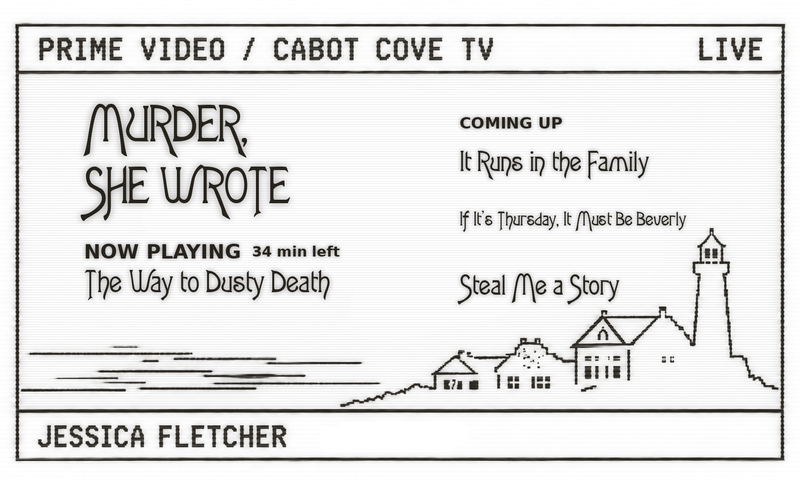 PRIME VIDEO / CABOT COVE TV
LIVE
MURDER,
SHE WROTE
NOW PLAYING 34 min left
The Way to Dusty Death
COMING UP
It Runs in the Family
If It's Thursday, It Must Be Beverly
Steal Me a Story
JESSICA FLETCHER